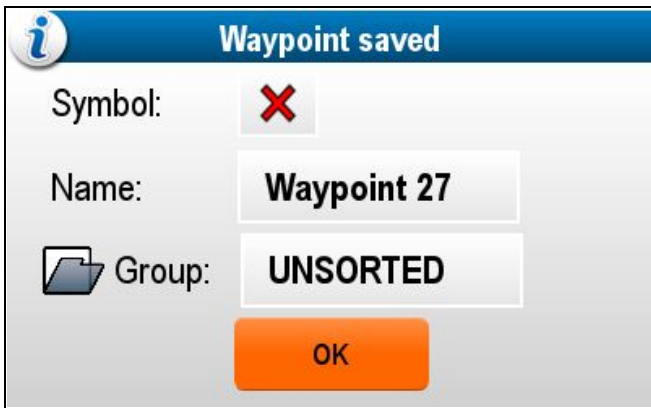 Waypoint saved
Symbol:
Name: Waypoint 27
Group: UNSORTED
OK